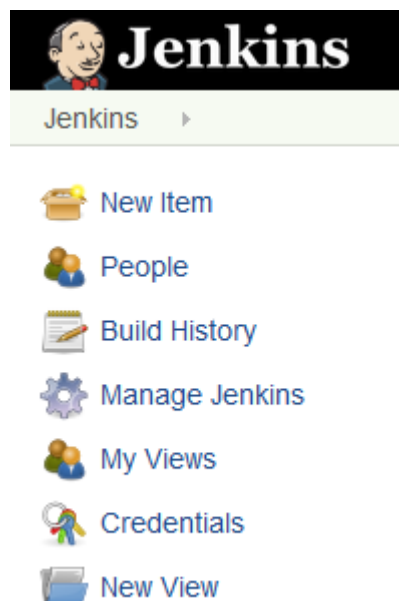 Jenkins
Jenkins
New Item
People
Build History
Manage Jenkins
My Views
Credentials
New View